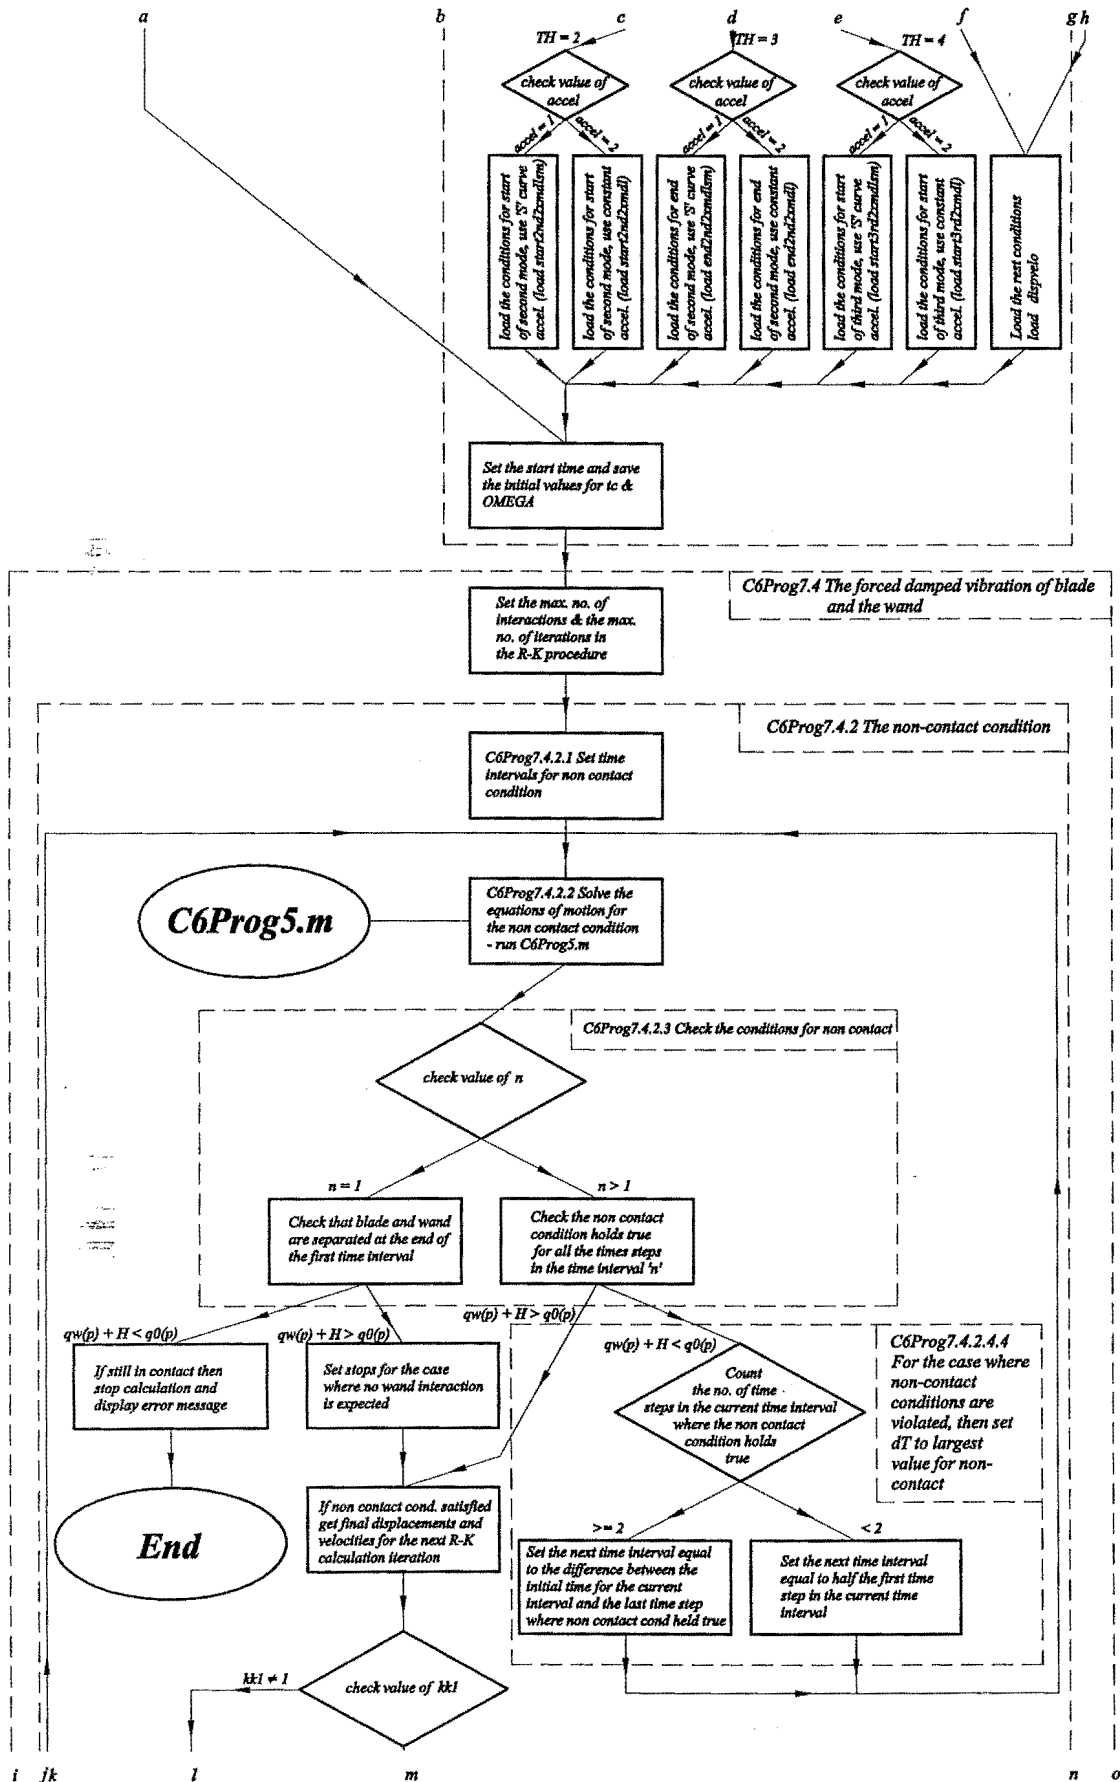 a
b
c
d
e
f
g h
TH = 2
TH = 3
TH = 4
check value of
accel
check value of
accel
check value of
accel
accel = 1
accel = 2
accel = 1
accel = 2
accel = 1
accel = 2
load the conditions for start
of second mode, use 'S' curve
accel. (load start2nd2xmdlsm)
load the conditions for start
of second mode, use constant
accel. (load start2nd2xmdl)
load the conditions for end
of second mode, use 'S' curve
accel. (load end2nd2xmdlsm)
load the conditions for end
of second mode, use constant
accel. (load end2nd2xmdl)
load the conditions for start
of third mode, use 'S' curve
accel. (load start3rd2xmdlsm)
load the conditions for start
of third mode, use constant
accel. (load start3rd2xmdl)
Load the rest conditions
load dispvelo
Set the start time and save
the initial values for tc &
OMEGA
C6Prog7.4 The forced damped vibration of blade
and the wand
Set the max. no. of
interactions & the max.
no. of iterations in
the R-K procedure
C6Prog7.4.2 The non-contact condition
C6Prog7.4.2.1 Set time
intervals for non contact
condition
C6Prog5.m
C6Prog7.4.2.2 Solve the
equations of motion for
the non contact condition
- run C6Prog5.m
C6Prog7.4.2.3 Check the conditions for non contact
check value of n
n = 1
n > 1
Check that blade and wand
are separated at the end of
the first time interval
Check the non contact
condition holds true
for all the times steps
in the time interval 'n'
qw(p) + H < q0(p)
qw(p) + H > q0(p)
qw(p) + H > q0(p)
qw(p) + H < q0(p)
If still in contact then
stop calculation and
display error message
Set stops for the case
where no wand interaction
is expected
Count
the no. of time
steps in the current time interval
where the non contact
condition holds
true
C6Prog7.4.2.4.4
For the case where
non-contact
conditions are
violated, then set
dT to largest
value for non-
contact
End
If non contact cond. satisfied
get final displacements and
velocities for the next R-K
calculation iteration
>= 2
< 2
Set the next time interval equal
to the difference between the
initial time for the current
interval and the last time step
where non contact cond held true
Set the next time interval
equal to half the first time
step in the current time
interval
kk1 ≠ 1
check value of kk1
i
jk
l
m
n
o